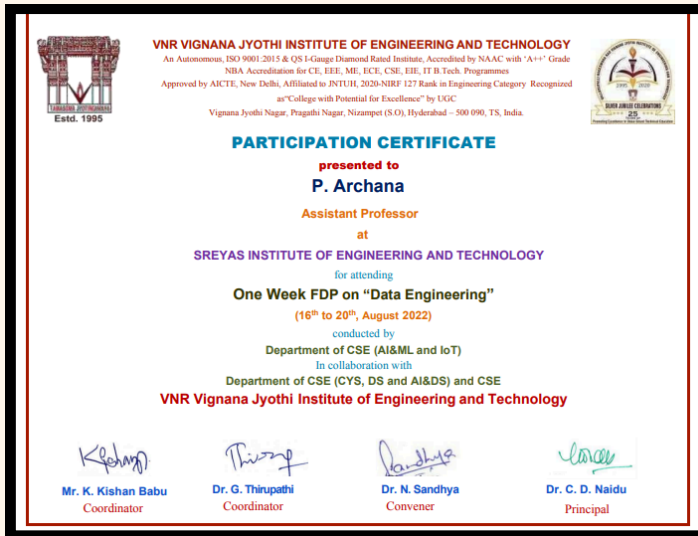 VNR VIGNANA JYOTHI INSTITUTE OF ENGINEERING AND TECHNOLOGY
An Autonomous, ISO 9001:2015 & QS I-Gauge Diamond Rated Institute, Accredited by NAAC with 'A++' Grade
NBA Accreditation for CE, EEE, ME, ECE, CSE, EIE, IT B.Tech. Programmes
Approved by AICTE, New Delhi, Affiliated to JNTUH, 2020-NIRF 127 Rank in Engineering Category Recognized
as"College with Potential for Excellence" by UGC
Vignana Jyothi Nagar, Pragathi Nagar, Nizampet (S.O), Hyderabad – 500 090, TS, India.
Estd. 1995
SILVER JUBILEE CELEBRATIONS
25
PARTICIPATION CERTIFICATE
presented to
P. Archana
Assistant Professor
at
SREYAS INSTITUTE OF ENGINEERING AND TECHNOLOGY
for attending
One Week FDP on "Data Engineering"
(16th to 20th, August 2022)
conducted by
Department of CSE (AI&ML and IoT)
In collaboration with
Department of CSE (CYS, DS and AI&DS) and CSE
VNR Vignana Jyothi Institute of Engineering and Technology
Mr. K. Kishan Babu
Coordinator
Dr. G. Thirupathi
Coordinator
Dr. N. Sandhya
Convener
Dr. C. D. Naidu
Principal